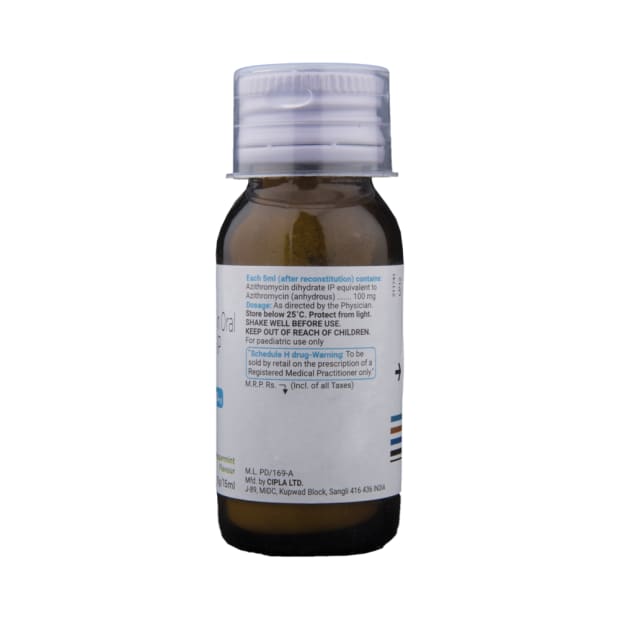 Each 5ml (after reconstitution) contains:
Azithromycin dihydrate IP equivalent to
Azithromycin (anhydrous) ...... 100 mg
Dosage: As directed by the Physician.
Store below 25°C. Protect from light.
SHAKE WELL BEFORE USE.
KEEP OUT OF REACH OF CHILDREN.
For paediatric use only
"Schedule H drug-Warning: To be
sold by retail on the prescription of a
Registered Medical Practitioner only."
M.R.P. Rs. (Incl. of all Taxes)
M.L. PD/169-A
Mfd. by CIPLA LTD.
J-89, MIDC, Kupwad Block, Sangli 416 436 INDIA
Oral
P
Flavour
15ml